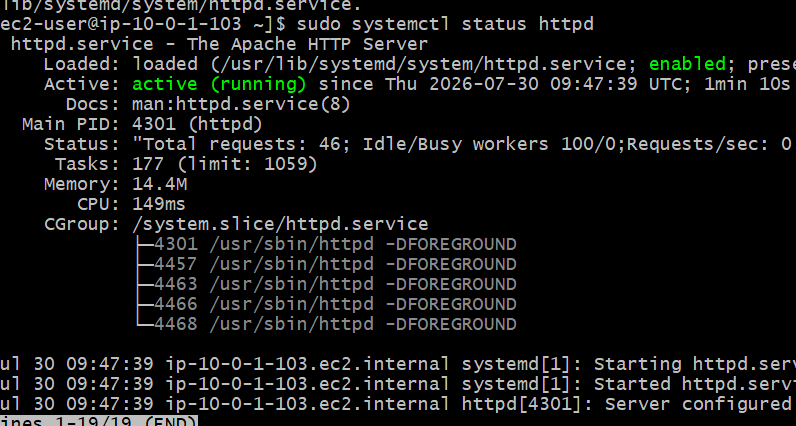 lib/systemd/system/httpd.service.
ec2-user@ip-10-0-1-103 ~]$ sudo systemctl status httpd
httpd.service - The Apache HTTP Server
Loaded: loaded (/usr/lib/systemd/system/httpd.service; enabled; prese
Active: active (running) since Thu 2026-07-30 09:47:39 UTC; 1min 10s
Docs: man:httpd.service(8)
Main PID: 4301 (httpd)
Status: "Total requests: 46; Idle/Busy workers 100/0;Requests/sec: 0
Tasks: 177 (limit: 1059)
Memory: 14.4M
CPU: 149ms
CGroup: /system.slice/httpd.service
├─4301 /usr/sbin/httpd -DFOREGROUND
├─4457 /usr/sbin/httpd -DFOREGROUND
├─4463 /usr/sbin/httpd -DFOREGROUND
├─4466 /usr/sbin/httpd -DFOREGROUND
└─4468 /usr/sbin/httpd -DFOREGROUND
ul 30 09:47:39 ip-10-0-1-103.ec2.internal systemd[1]: Starting httpd.serv
ul 30 09:47:39 ip-10-0-1-103.ec2.internal systemd[1]: Started httpd.servi
ul 30 09:47:39 ip-10-0-1-103.ec2.internal httpd[4301]: Server configured
ines 1-19/19 (END)